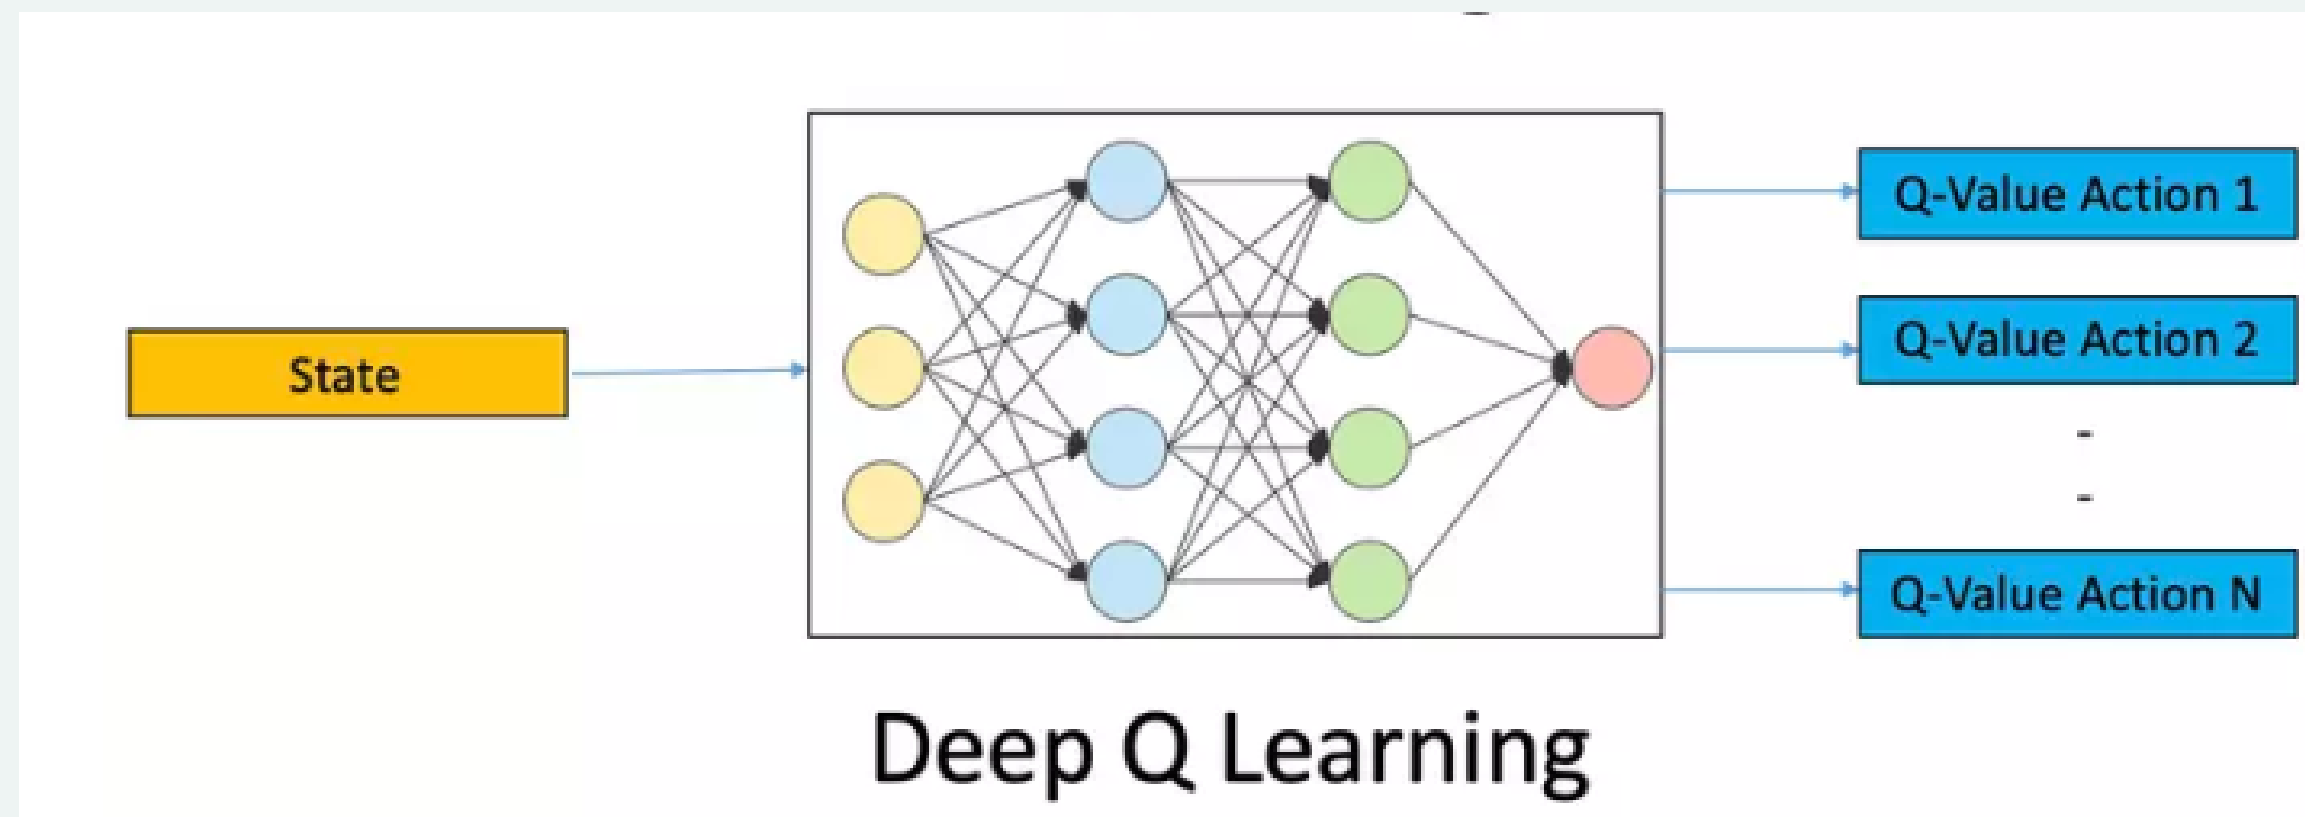 State
Q-Value Action 1
Q-Value Action 2
-
-
Q-Value Action N
Deep Q Learning